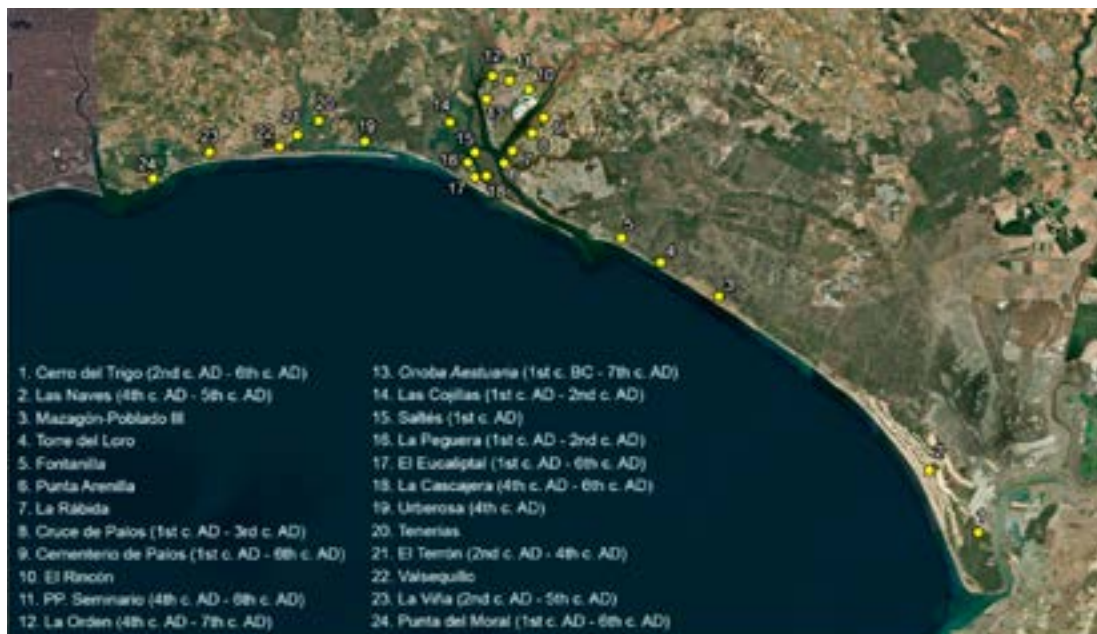 12
11
10
13
14
9
20
21
8
15
19
22
7
23
16
6
24
17
18
5
4
3
2
1
1. Cerro del Trigo (2nd c. AD - 6th c. AD)
2. Las Naves (4th c. AD - 5th c. AD)
3. Mazagón-Poblado III
4. Torre del Loro
5. Fontanilla
6. Punta Arenilla
7. La Rábida
8. Cruce de Palos (1st c. AD - 3rd c. AD)
9. Cementerio de Palos (1st c. AD - 6th c. AD)
10. El Rincón
11. PP. Seminario (4th c. AD - 6th c. AD)
12. La Orden (4th c. AD - 7th c. AD)
13. Onoba Aestuaria (1st c. BC - 7th c. AD)
14. Las Cojillas (1st c. AD - 2nd c. AD)
15. Saltés (1st c. AD)
16. La Peguera (1st c. AD - 2nd c. AD)
17. El Eucaliptal (1st c. AD - 6th c. AD)
18. La Cascajera (4th c. AD - 6th c. AD)
19. Urberosa (4th c. AD)
20. Tenerias
21. El Terrón (2nd c. AD - 4th c. AD)
22. Valsequillo
23. La Viña (2nd c. AD - 5th c. AD)
24. Punta del Moral (1st c. AD - 6th c. AD)